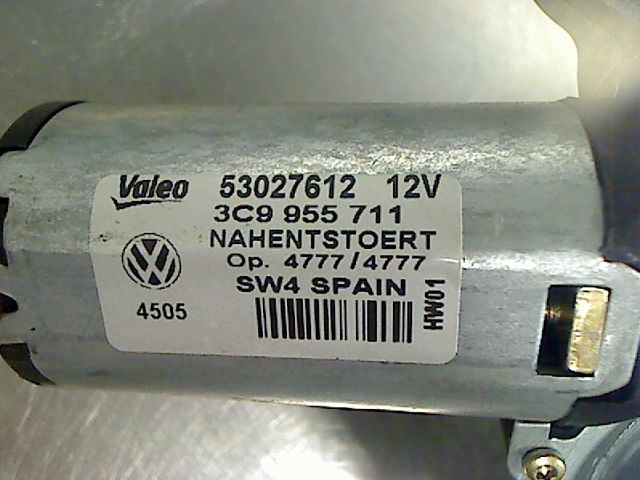 Valeo 53027612 12V
3C9 955 711
NAHENTSTOERT
Op. 4777/4777
SW4 SPAIN
4505
HW01